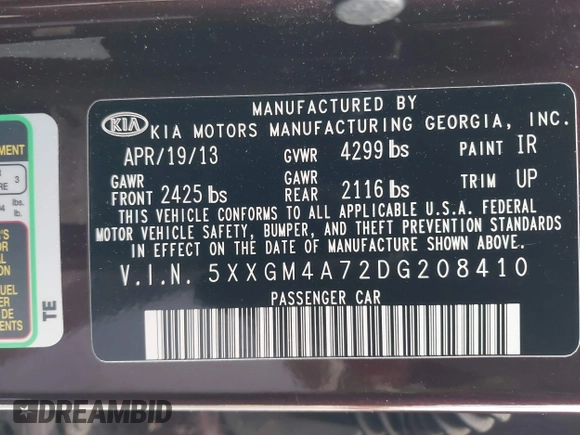 MANUFACTURED BY
KIA KIA MOTORS MANUFACTURING GEORGIA, INC.
APR/19/13 GVWR 4299 lbs PAINT IR
GAWR FRONT 2425 lbs GAWR REAR 2116 lbs TRIM UP
THIS VEHICLE CONFORMS TO ALL APPLICABLE U.S.A. FEDERAL
MOTOR VEHICLE SAFETY, BUMPER, AND THEFT PREVENTION STANDARDS
IN EFFECT ON THE DATE OF MANUFACTURE SHOWN ABOVE.
V.I.N. 5XXGM4A72DG208410
PASSENGER CAR
TE
DREAMBID